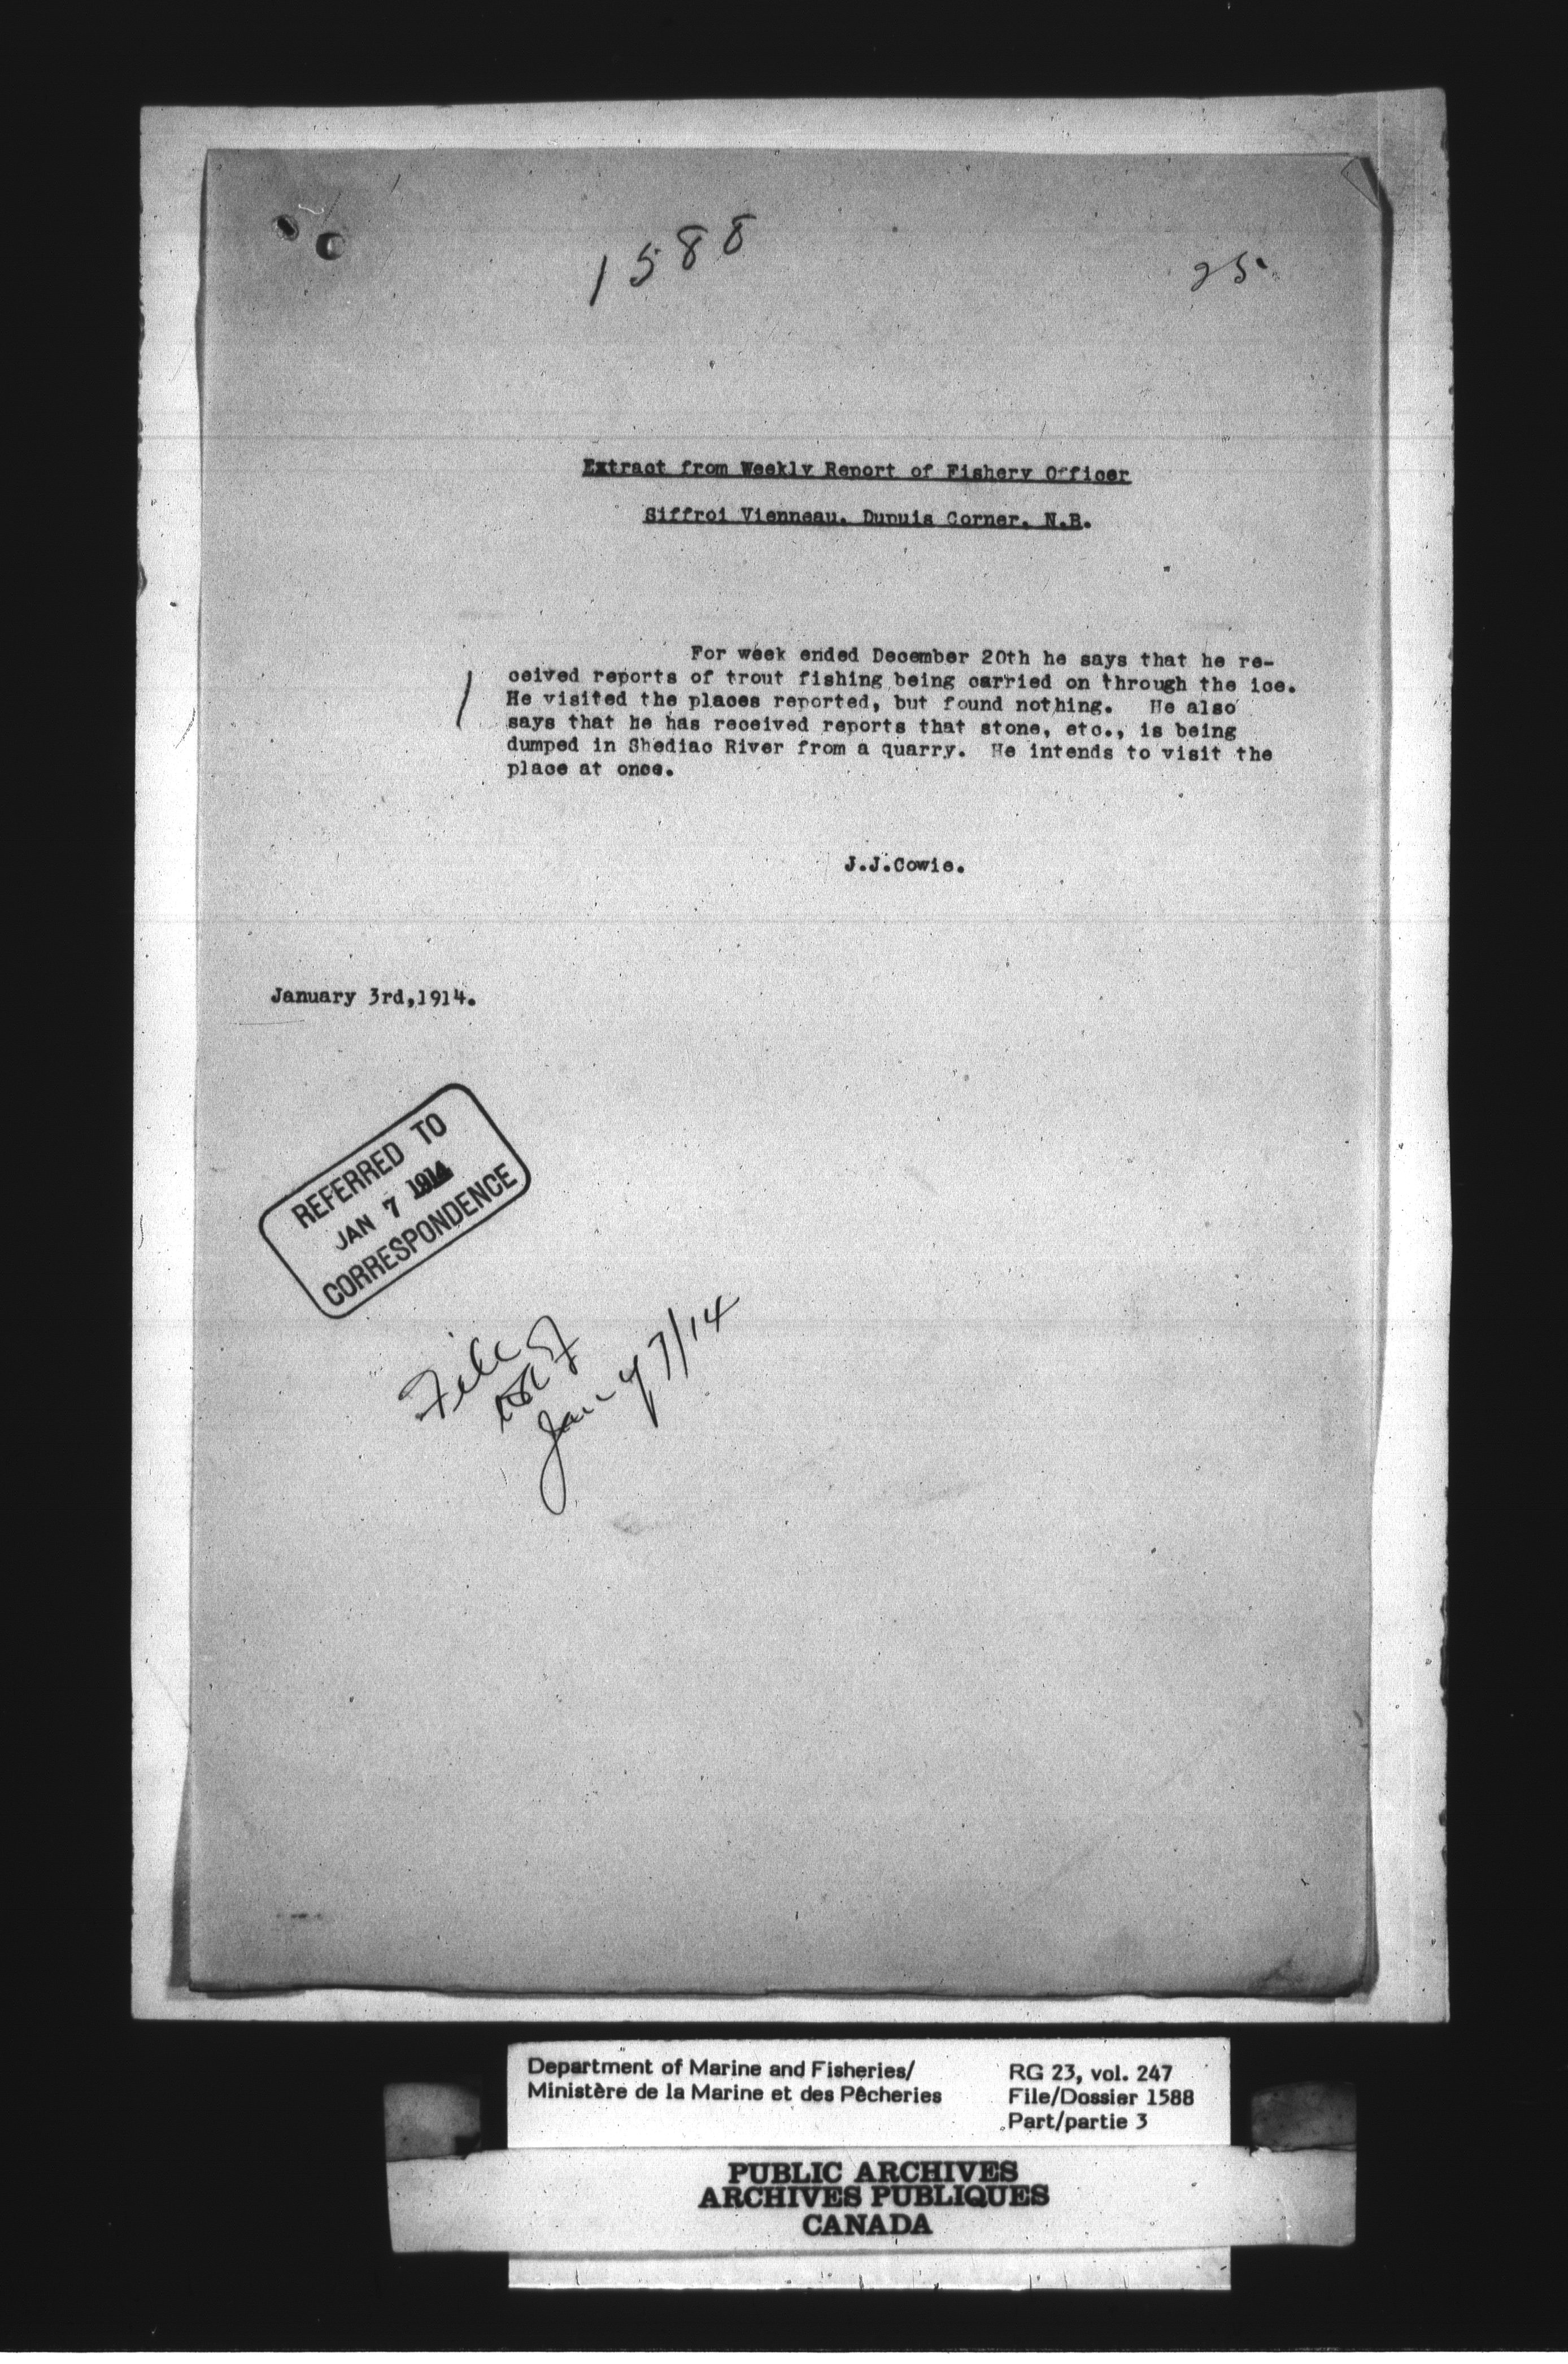 1588
25
Extract from Weekly Report of Fishery Officer
Siffroi Vienneau, Dupuis Corner, N.B.
For week ended December 20th he says that he re-
ceived reports of trout fishing being carried on through the ice.
He visited the places reported, but found nothing. He also
says that he has received reports that stone, etc., is being
dumped in Shediac River from a quarry. He intends to visit the
place at once.
J.J.Cowie.
January 3rd,1914.
REFERRED TO
JAN 7 1914
CORRESPONDENCE
File
Jany 7/14
Department of Marine and Fisheries/
Ministère de la Marine et des Pêcheries
RG 23, vol. 247
File/Dossier 1588
Part/partie 3
PUBLIC ARCHIVES
ARCHIVES PUBLIQUES
CANADA